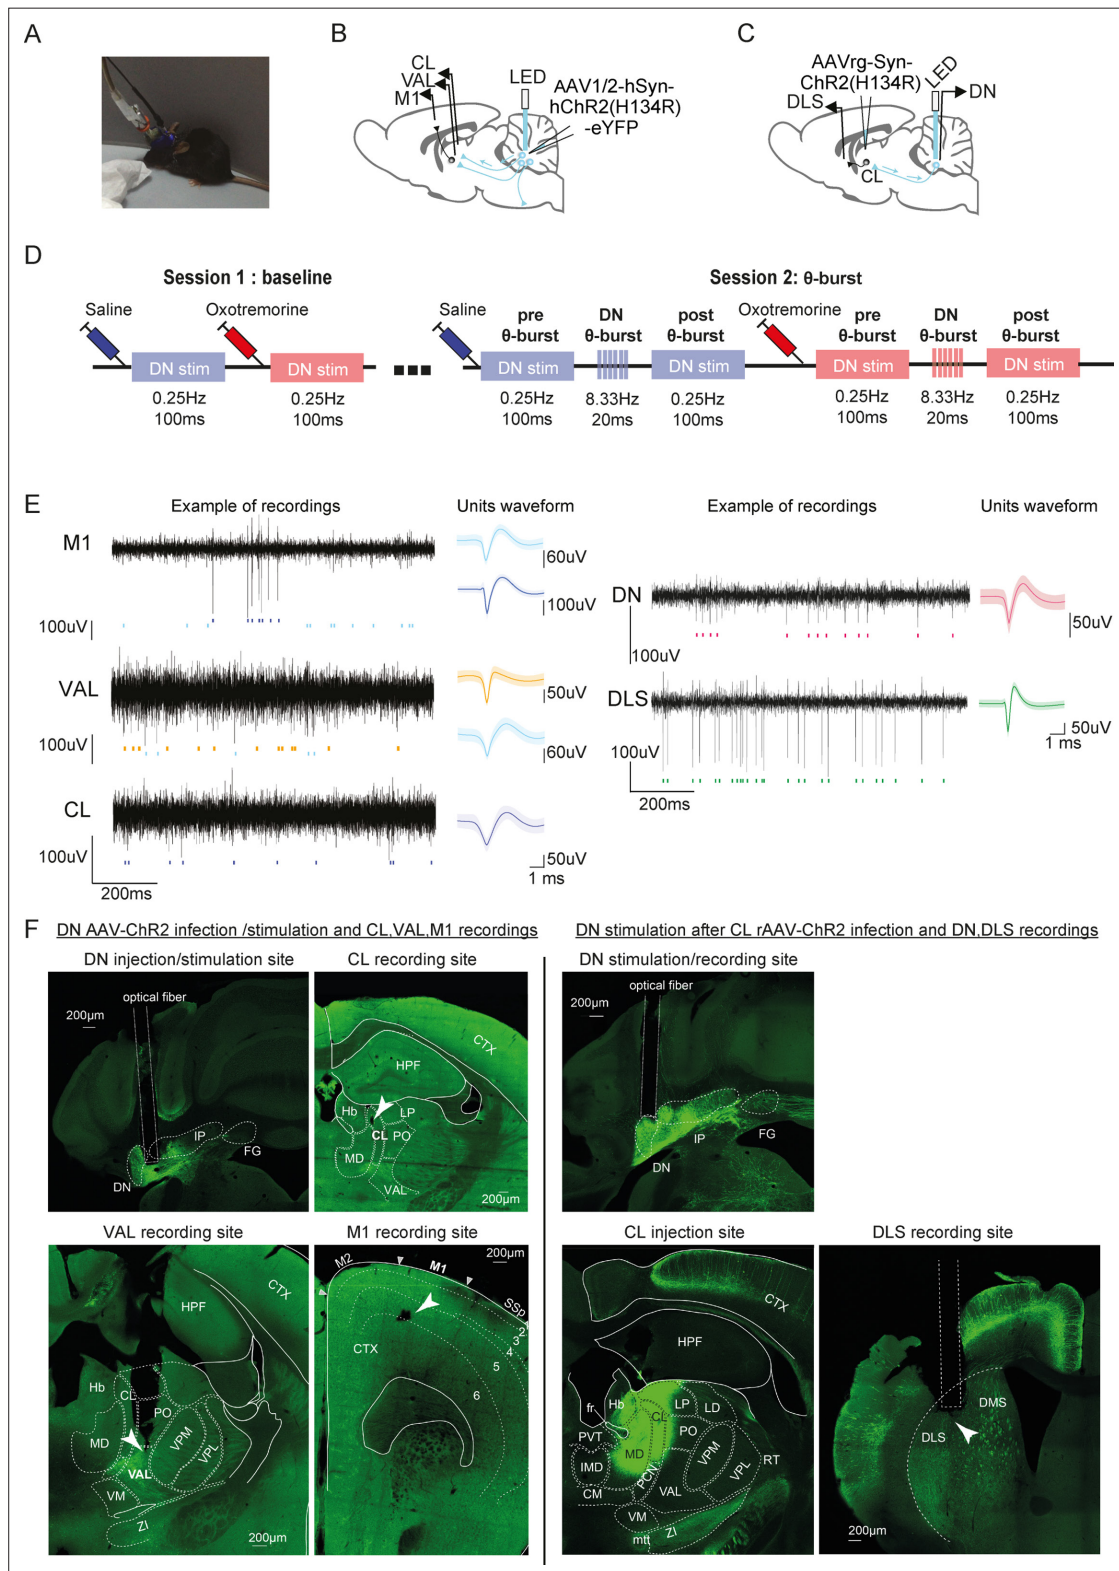 A
B
CL
VAL
M1
LED
AAV1/2-hSyn-
hChR2(H134R)
-eYFP
C
AAVrg-Syn-
ChR2(H134R)
DLS
LED
DN
CL
D
Session 1 : baseline
Session 2: θ-burst
Saline
Oxotremorine
Saline
pre
θ-burst
DN
θ-burst
post
θ-burst
Oxotremorine
pre
θ-burst
DN
θ-burst
post
θ-burst
DN stim
DN stim
DN stim
DN stim
DN stim
DN stim
0.25Hz
100ms
0.25Hz
100ms
0.25Hz
100ms
8.33Hz
20ms
0.25Hz
100ms
0.25Hz
100ms
8.33Hz
20ms
0.25Hz
100ms
E
Example of recordings
Units waveform
M1
60uV
100uV
100uV
VAL
50uV
100uV
60uV
CL
100uV
200ms
50uV
1 ms
Example of recordings
Units waveform
DN
50uV
100uV
DLS
100uV
200ms
50uV
1 ms
F
DN AAV-ChR2 infection /stimulation and CL,VAL,M1 recordings
DN injection/stimulation site
optical fiber
200µm
IP
FG
DN
CL recording site
CTX
HPF
Hb
LP
CL
PO
MD
VAL
200µm
VAL recording site
CTX
HPF
Hb
CL
PO
MD
VPM
VPL
VAL
VM
ZI
200µm
M1 recording site
200µm
M2
M1
SSp
1
2
3
4
5
6
CTX
DN stimulation after CL rAAV-ChR2 infection and DN,DLS recordings
DN stimulation/recording site
optical fiber
200µm
IP
FG
DN
CL injection site
CTX
HPF
fr
Hb
CL
LP
LD
PVT
PO
MD
IMD
VPM
VPL
RT
PCN
CM
VAL
VM
ZI
mtt
DLS recording site
DMS
DLS
200µm